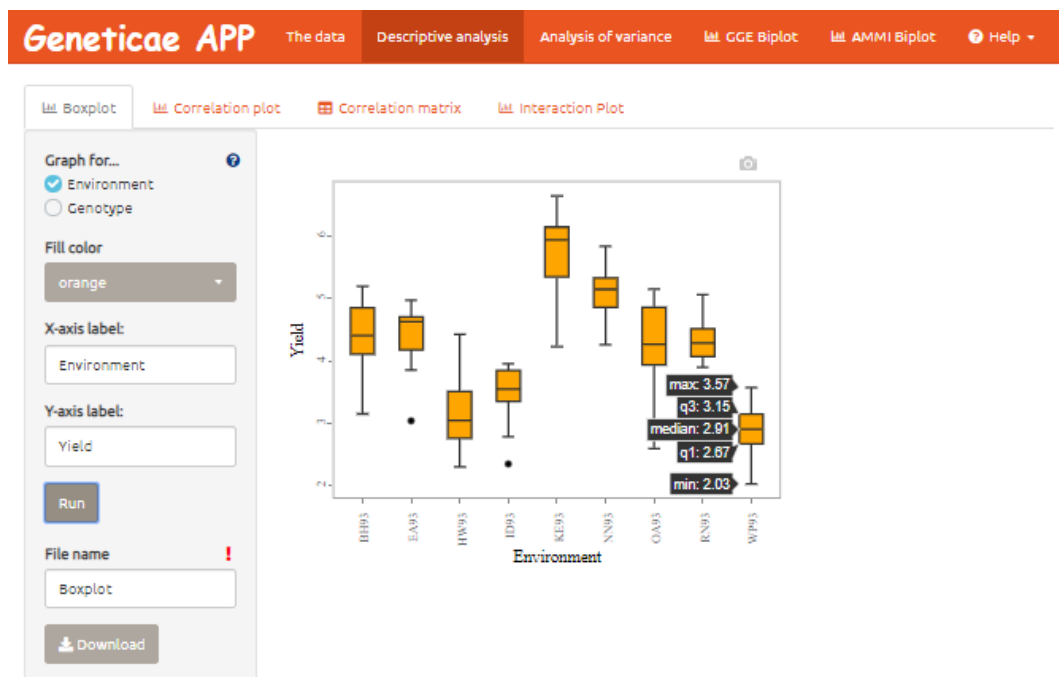 Geneticae APP The data Descriptive analysis Analysis of variance GGE Biplot AMMI Biplot Help
Boxplot Correlation plot Correlation matrix Interaction Plot
Graph for...
Environment
Genotype
Fill color
orange
X-axis label:
Environment
Y-axis label:
Yield
Run
File name !
Boxplot
Download
Yield
6
5
4
3
2
max: 3.57
q3: 3.15
median: 2.91
q1: 2.67
min: 2.03
BH93 EA93 HW93 ID93 KE93 NN93 OA93 RN93 WP93
Environment